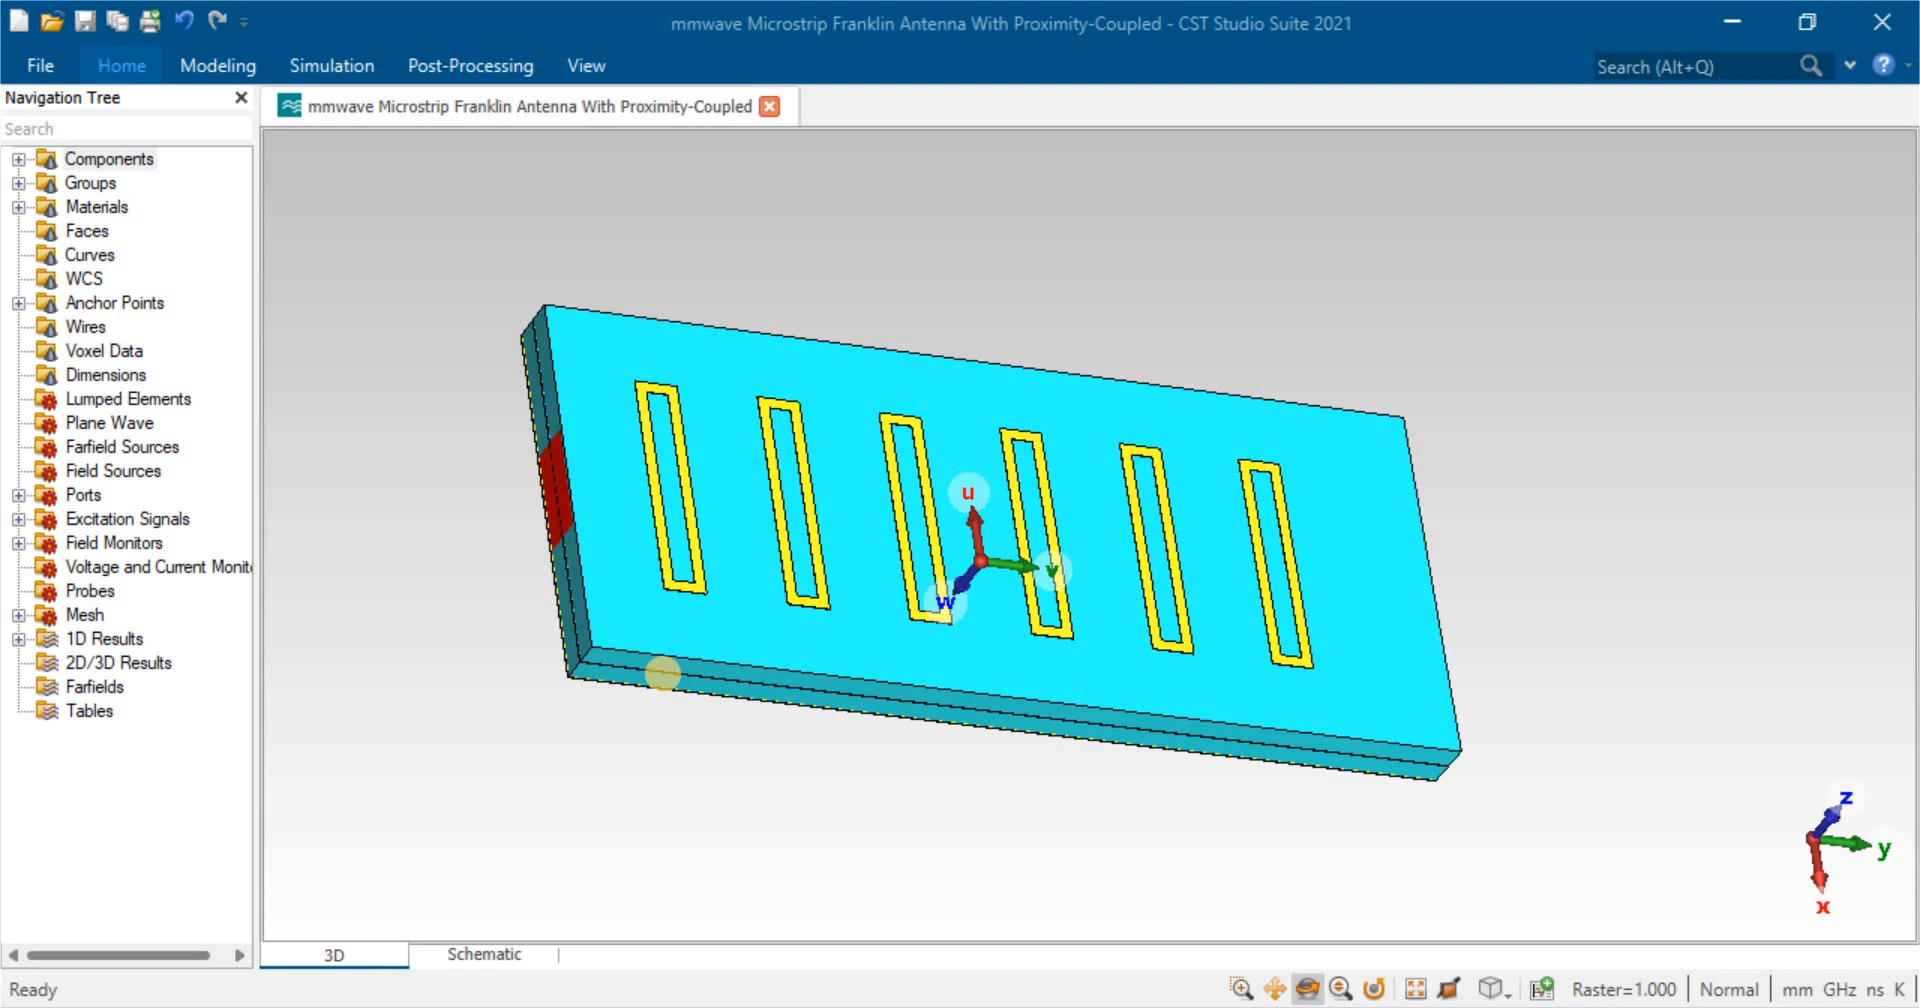 mmwave Microstrip Franklin Antenna With Proximity-Coupled - CST Studio Suite 2021
File Home Modeling Simulation Post-Processing View
Search (Alt+Q)
Navigation Tree
mmwave Microstrip Franklin Antenna With Proximity-Coupled
Search
Components
Groups
Materials
Faces
Curves
WCS
Anchor Points
Wires
Voxel Data
Dimensions
Lumped Elements
Plane Wave
Farfield Sources
Field Sources
Ports
Excitation Signals
Field Monitors
Voltage and Current Monit
Probes
Mesh
1D Results
2D/3D Results
Farfields
Tables
u
v
w
z
y
x
3D Schematic
Ready
Raster=1.000 Normal mm GHz ns K